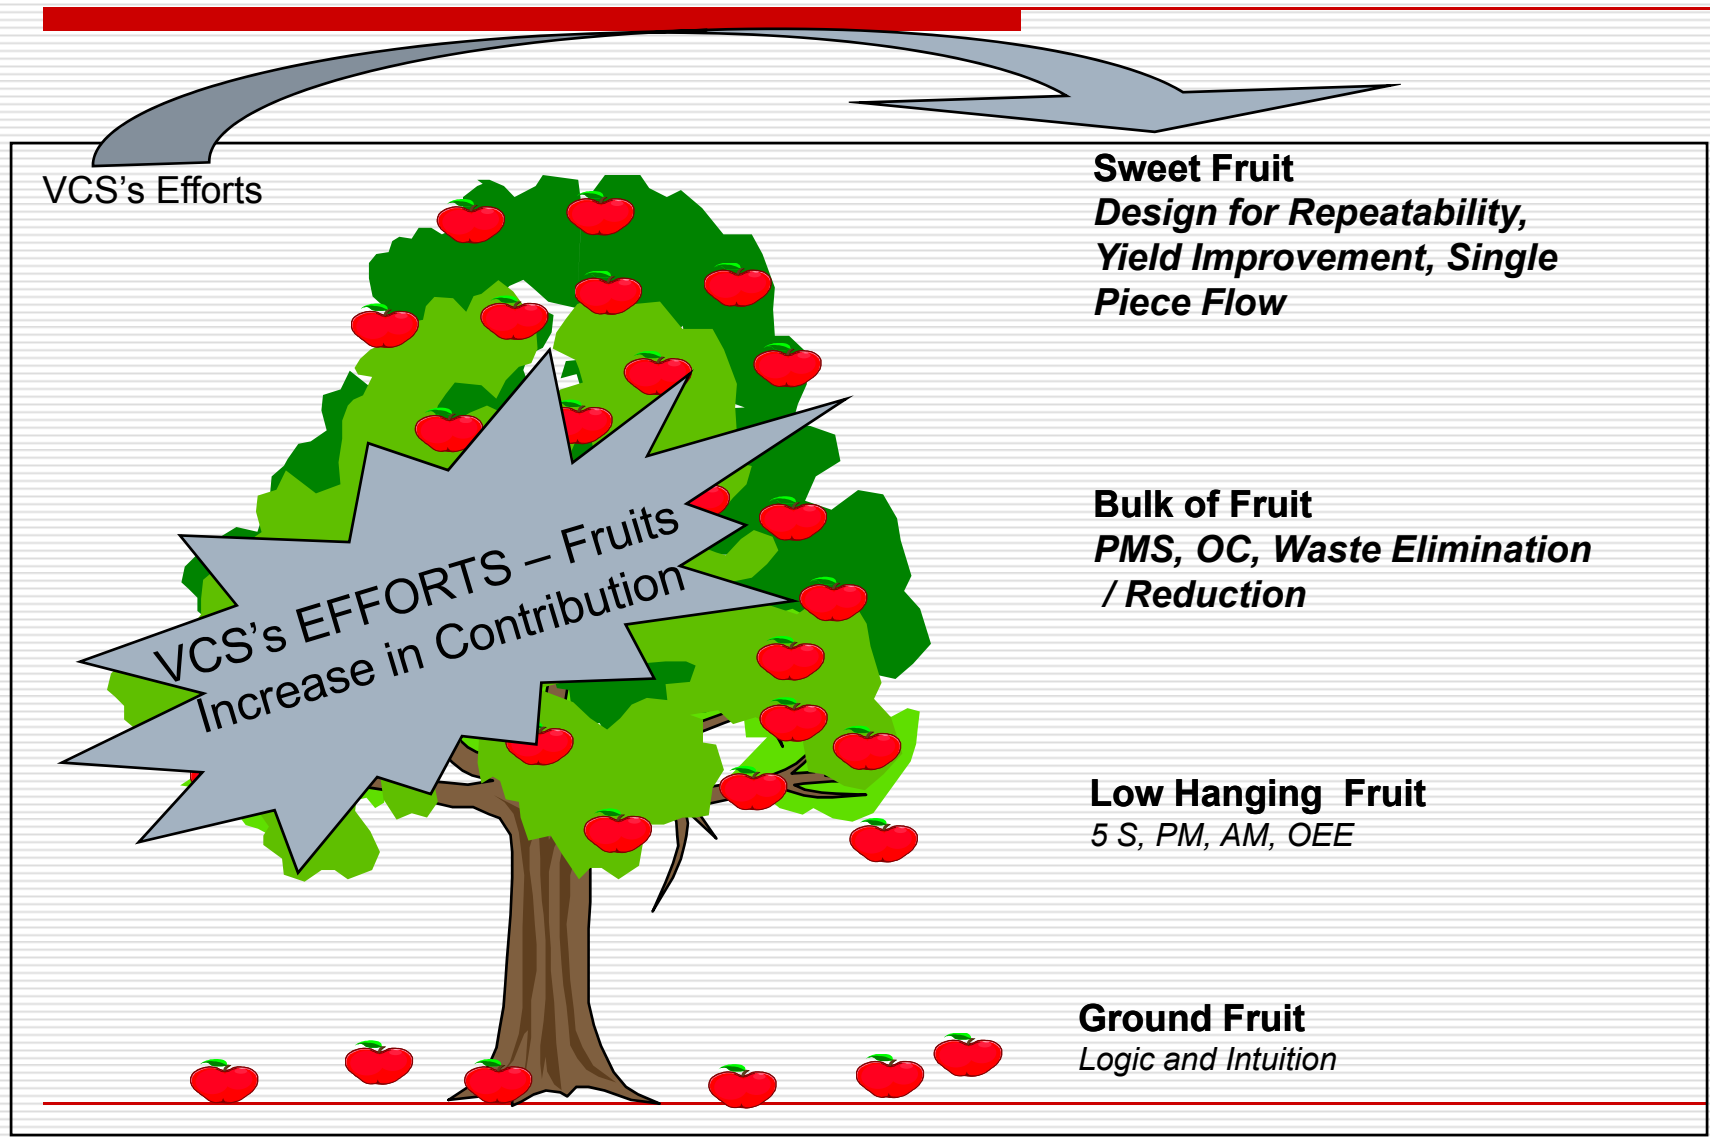 VCS's Efforts
Sweet Fruit
Design for Repeatability,
Yield Improvement, Single
Piece Flow
Bulk of Fruit
PMS, OC, Waste Elimination
/ Reduction
VCS's EFFORTS – Fruits
Increase in Contribution
Low Hanging  Fruit
5 S, PM, AM, OEE
Ground Fruit
Logic and Intuition